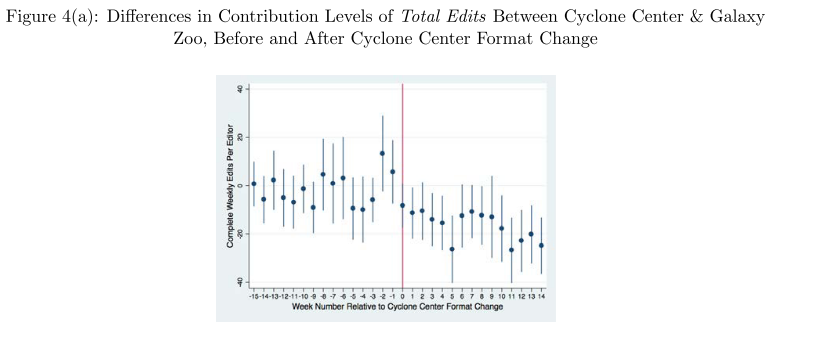 Figure 4(a): Differences in Contribution Levels of Total Edits Between Cyclone Center & Galaxy
Zoo, Before and After Cyclone Center Format Change
Complete Weekly Edits Per Editor
40
20
0
-20
-40
-15 -14 -13 -12 -11 -10 -9 -8 -7 -6 -5 -4 -3 -2 -1 0 1 2 3 4 5 6 7 8 9 10 11 12 13 14
Week Number Relative to Cyclone Center Format Change